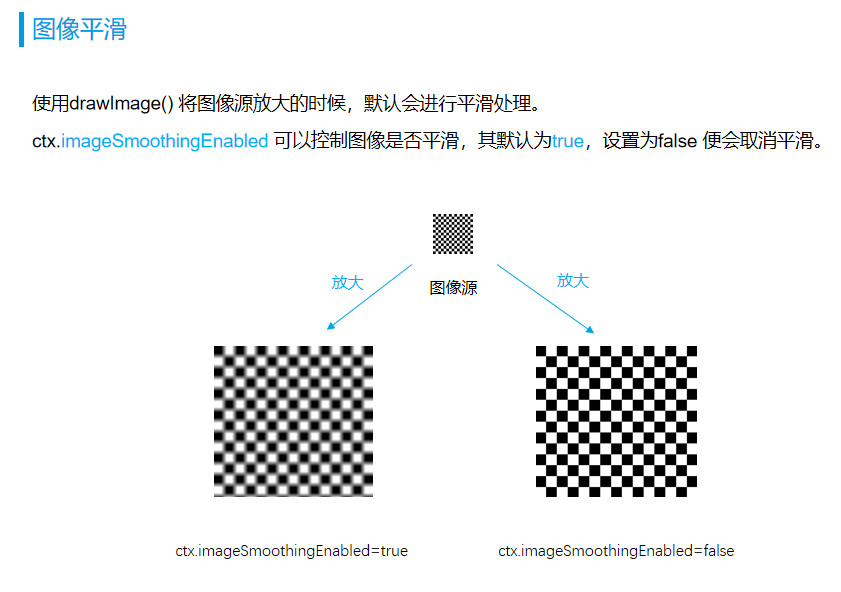 图像平滑
使用drawImage() 将图像源放大的时候，默认会进行平滑处理。
ctx.imageSmoothingEnabled 可以控制图像是否平滑，其默认为true，设置为false 便会取消平滑。
放大
放大
图像源
ctx.imageSmoothingEnabled=true
ctx.imageSmoothingEnabled=false